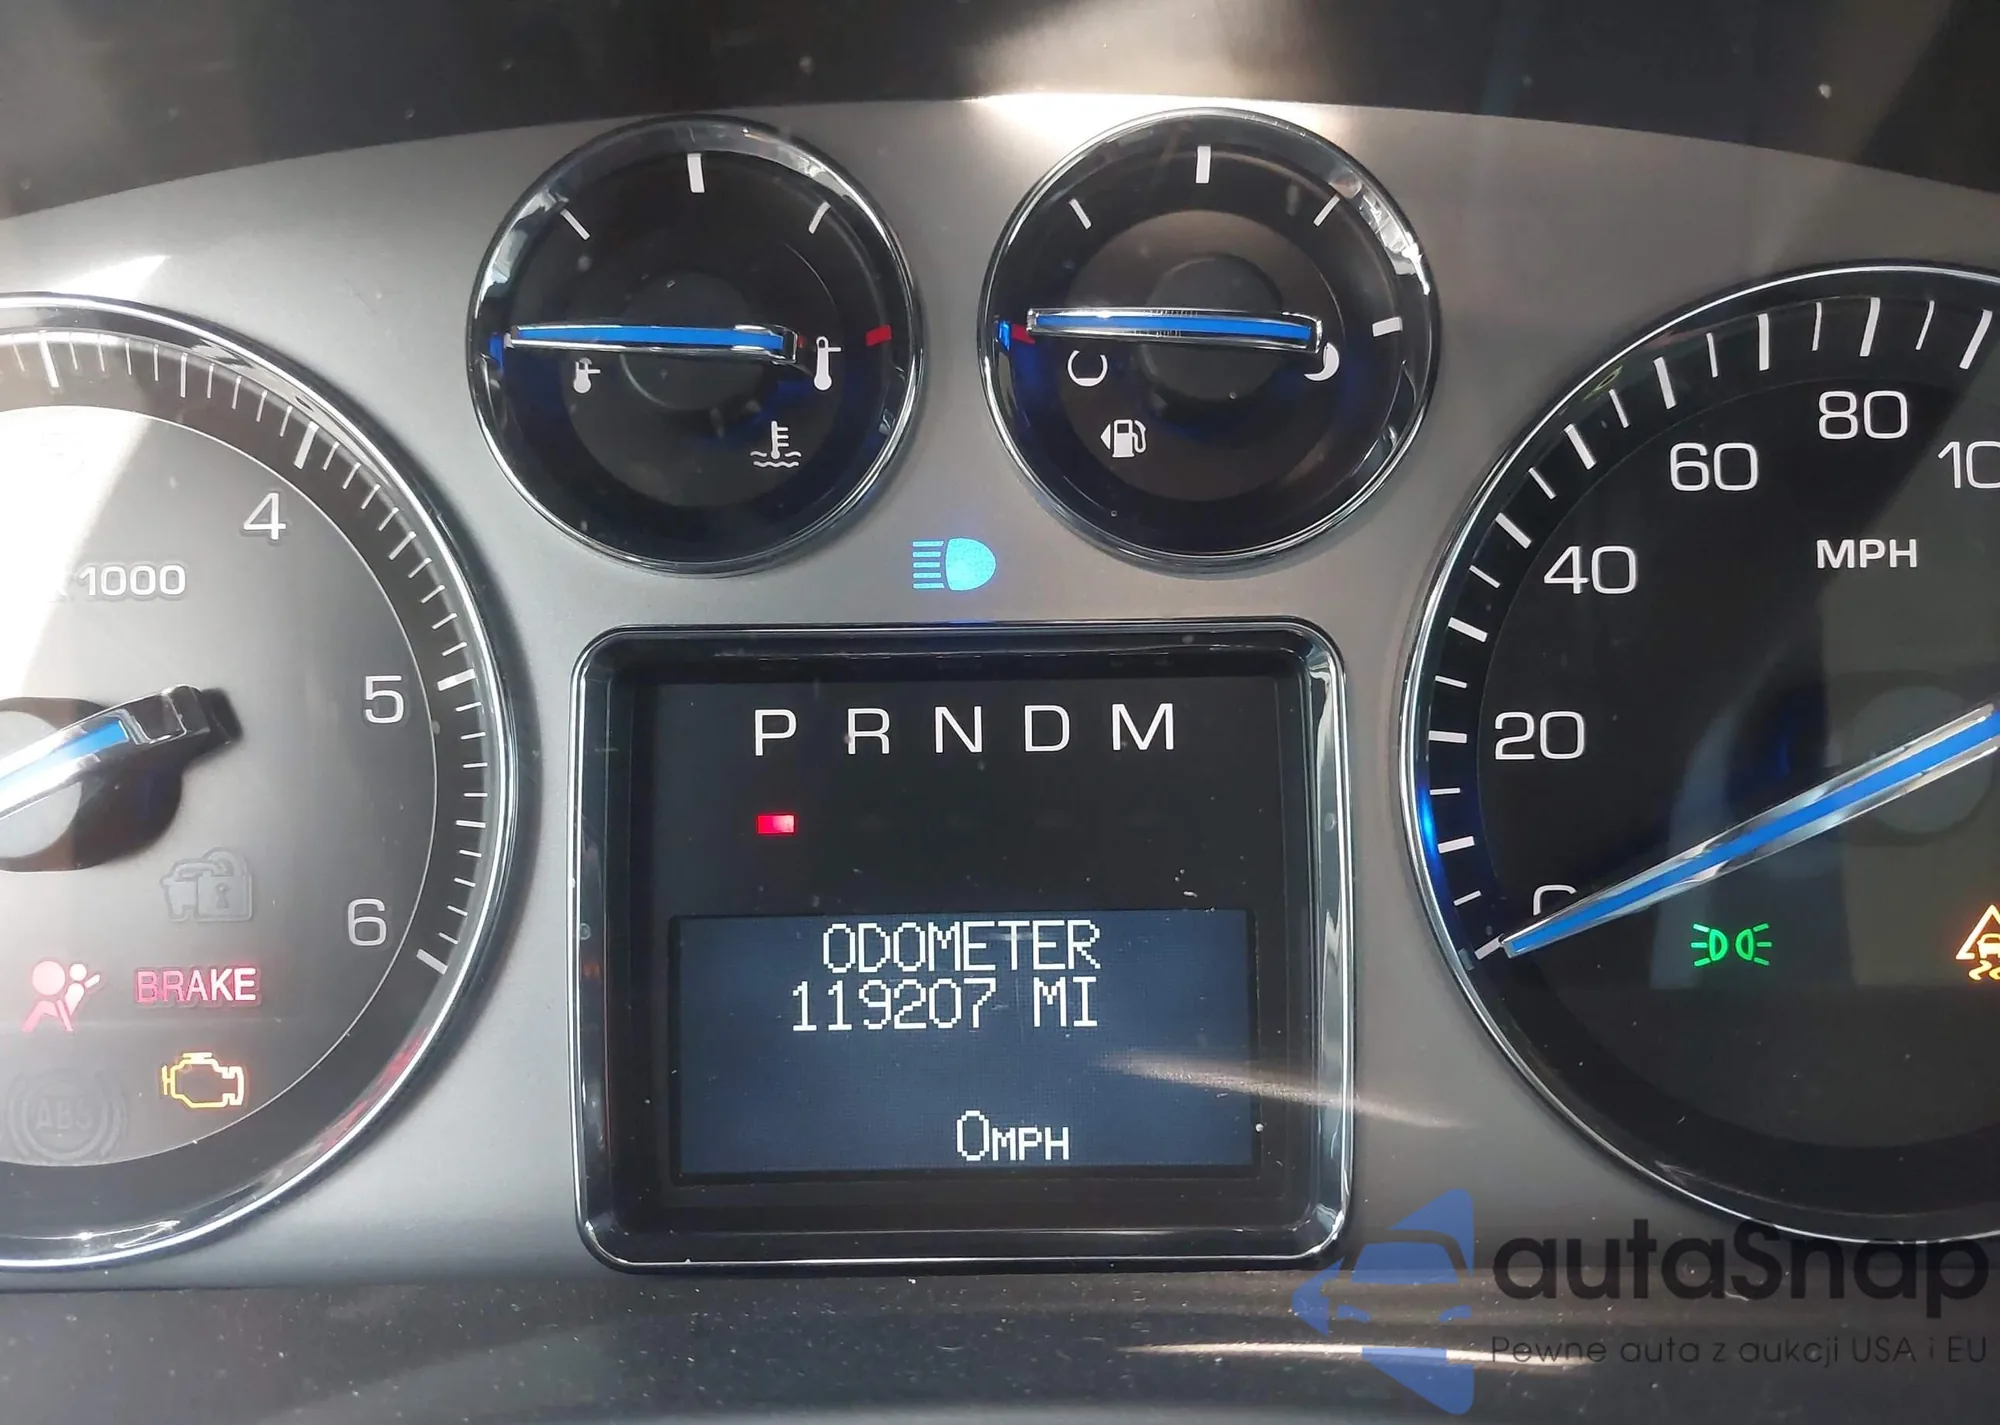 4
x 1000
5
6
BRAKE
ABS
P R N D M
ODOMETER
119207 MI
0MPH
20
40
60
80
MPH
autaSnap
Pewne auta z aukcji USA i EU